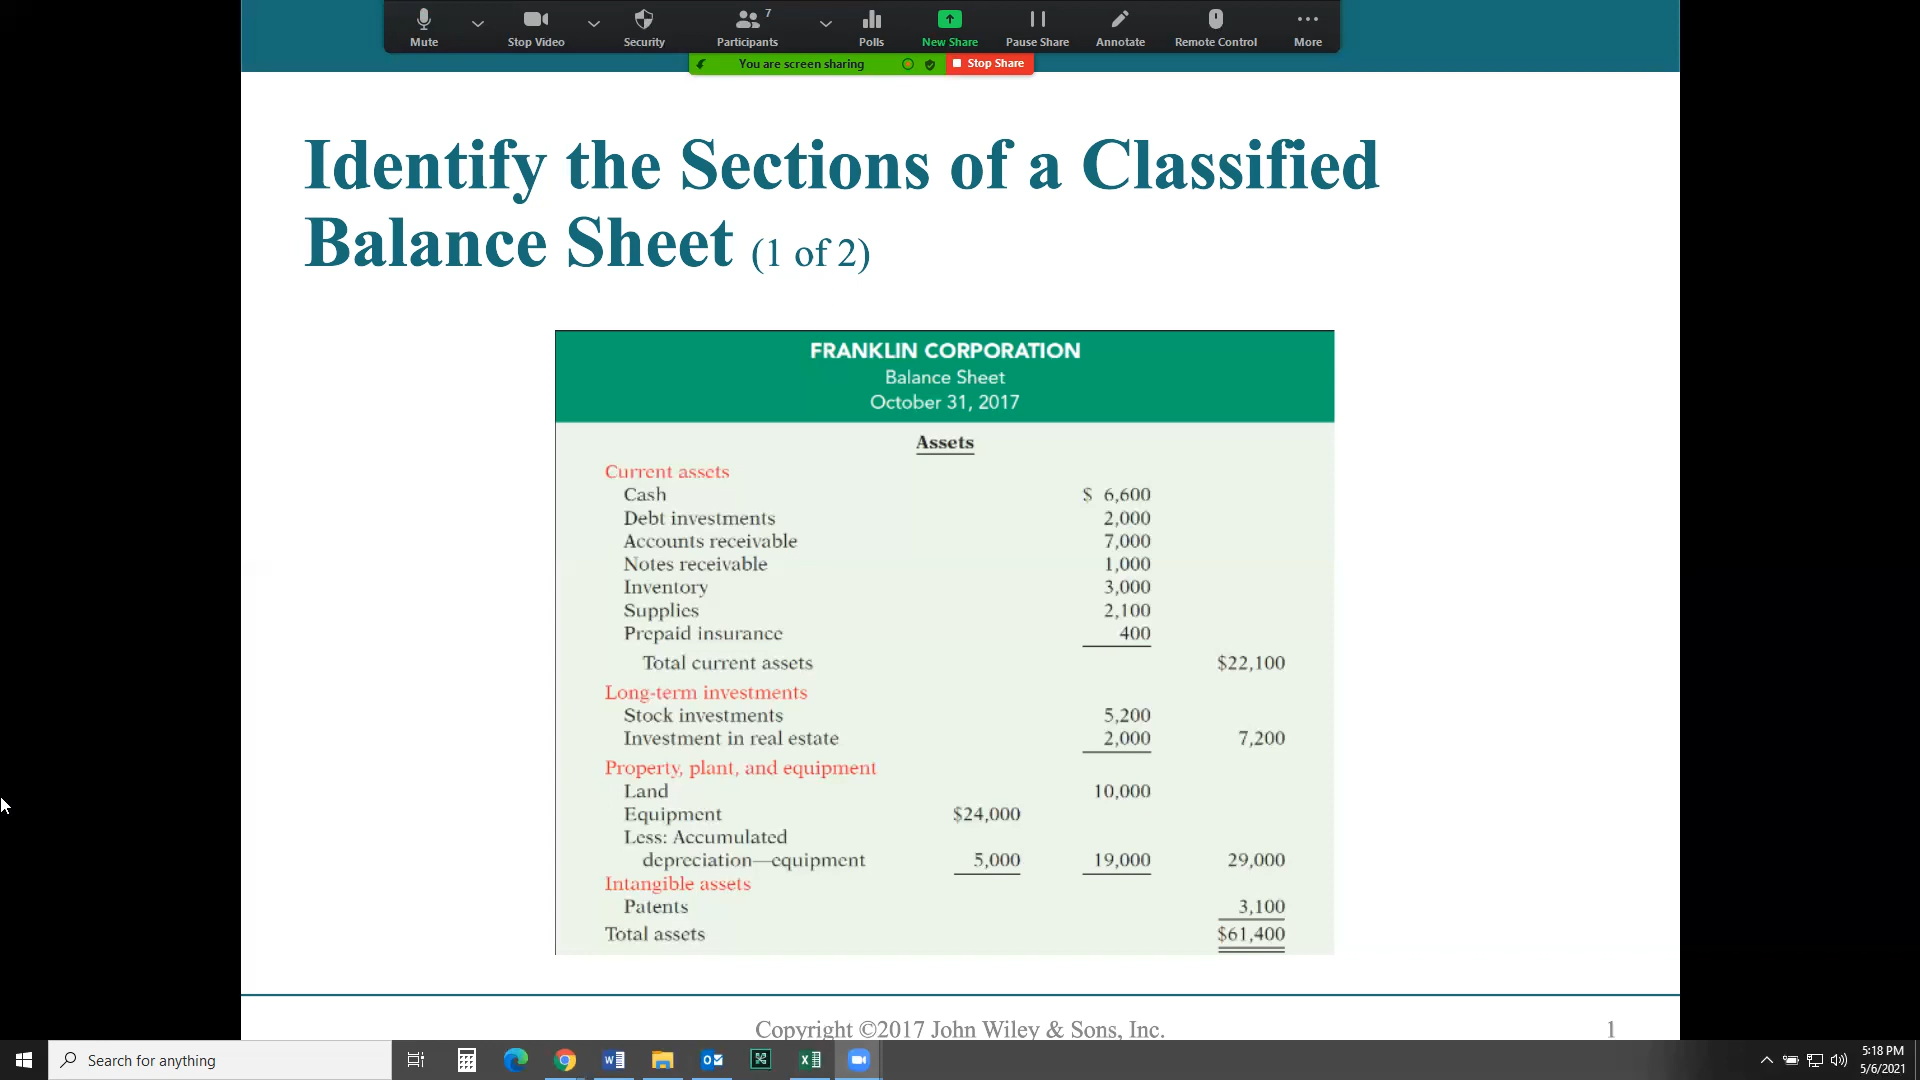 Mute
Stop Video
Security
Participants
7
Polls
New Share
Pause Share
Annotate
Remote Control
More
You are screen sharing
Stop Share
Identify the Sections of a Classified
Balance Sheet (1 of 2)
FRANKLIN CORPORATION
Balance Sheet
October 31, 2017
Assets
Current assets
Cash $ 6,600
Debt investments 2,000
Accounts receivable 7,000
Notes receivable 1,000
Inventory 3,000
Supplies 2,100
Prepaid insurance 400
Total current assets $22,100
Long-term investments
Stock investments 5,200
Investment in real estate 2,000 7,200
Property, plant, and equipment
Land 10,000
Equipment $24,000
Less: Accumulated
depreciation—equipment 5,000 19,000 29,000
Intangible assets
Patents 3,100
Total assets $61,400
Copyright ©2017 John Wiley & Sons, Inc. 1
Search for anything
5:18 PM
5/6/2021